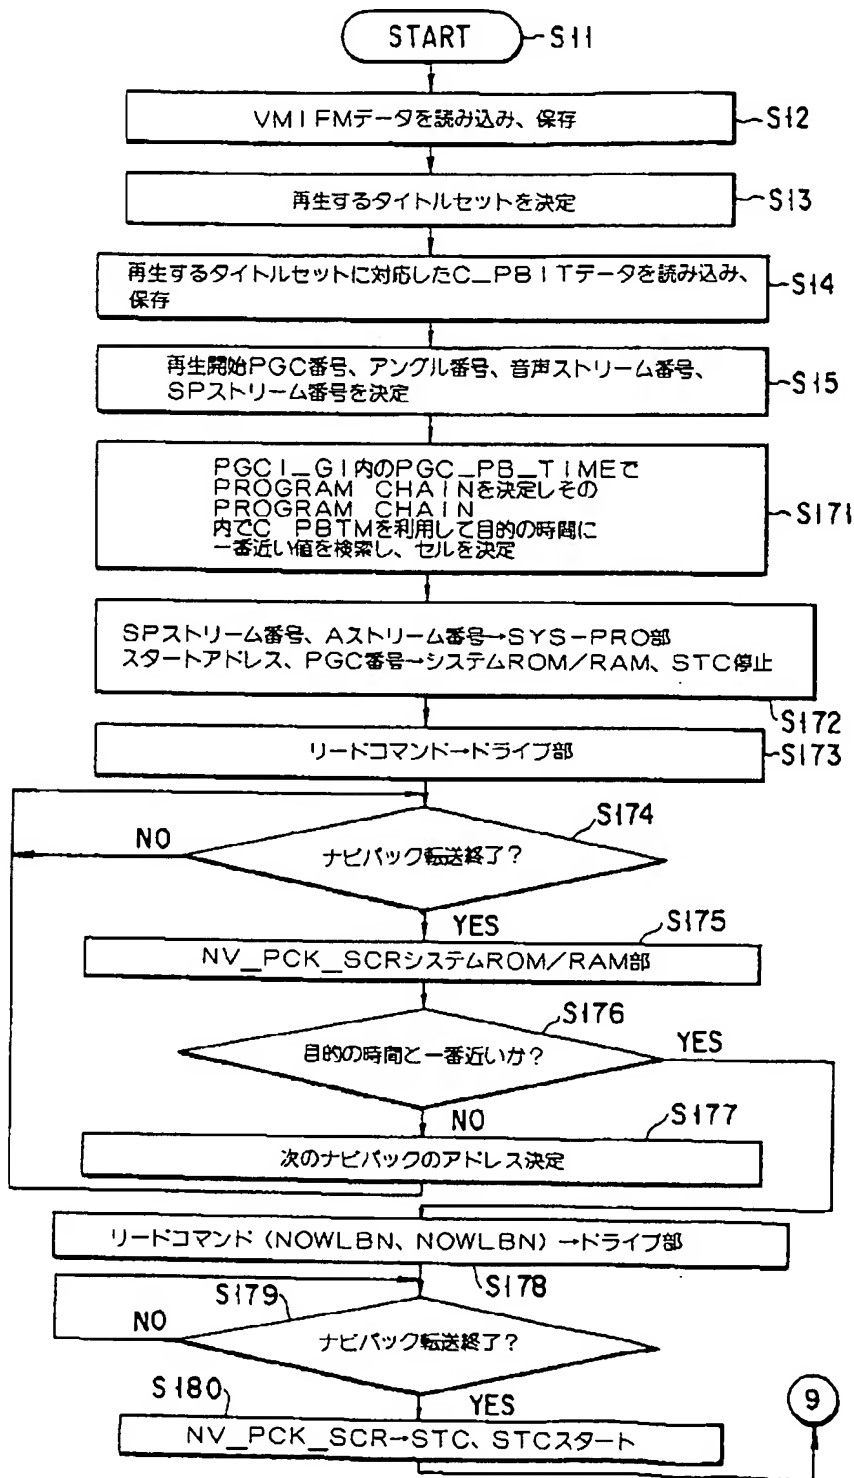 START
S11
VMIFMデータを読み込み、保存
S12
再生するタイトルセットを決定
S13
再生するタイトルセットに対応したC_PBITデータを読み込み、
保存
S14
再生開始PGC番号、アングル番号、音声ストリーム番号、
SPストリーム番号を決定
S15
PGCI_GI内のPGC_PB_TIMEで
PROGRAM CHAINを決定しその
PROGRAM CHAIN
内でC PBTMを利用して目的の時間に
一番近い値を検索し、セルを決定
S171
SPストリーム番号、Aストリーム番号→SYS-PRO部
スタートアドレス、PGC番号→システムROM/RAM、STC停止
S172
リードコマンド→ドライブ部
S173
S174
NO
ナビパック転送終了?
YES
S175
NV_PCK_SCRシステムROM/RAM部
S176
目的の時間と一番近いか?
YES
NO
S177
次のナビパックのアドレス決定
リードコマンド(NOWLBN、NOWLBN)→ドライブ部
S178
S179
NO
ナビパック転送終了?
YES
S180
NV_PCK_SCR→STC、STCスタート
9